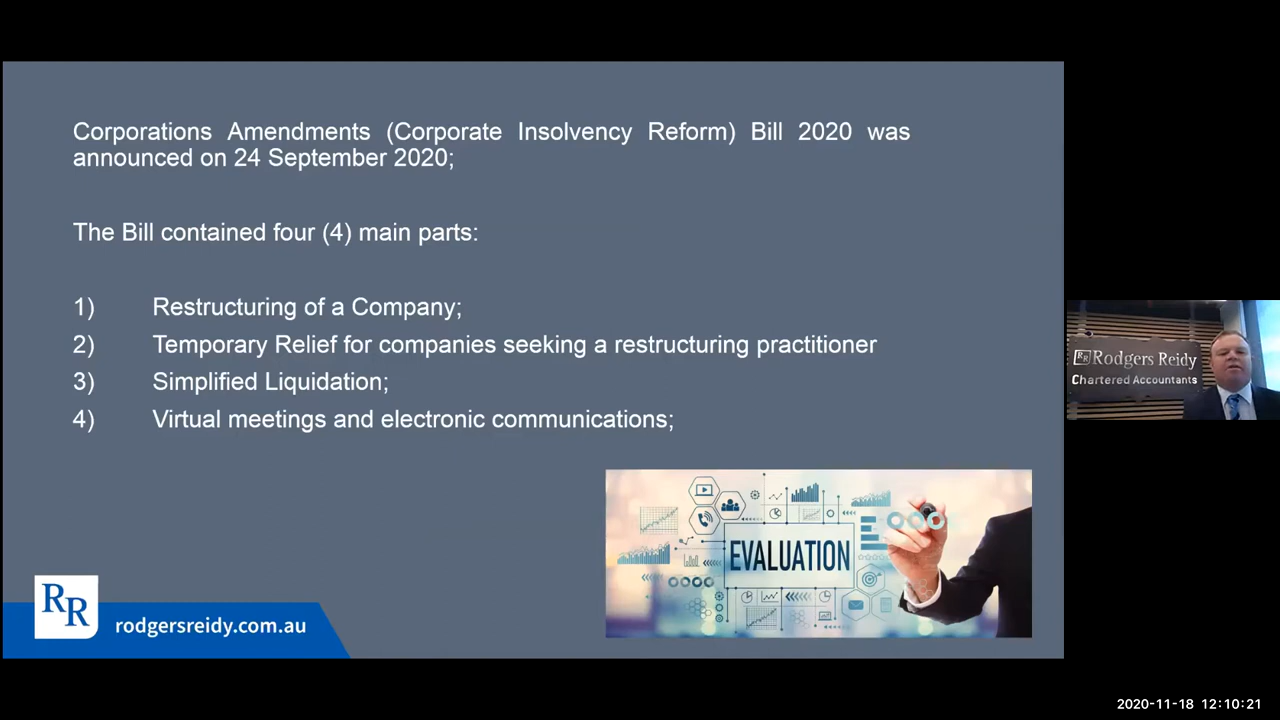 Corporations Amendments (Corporate Insolvency Reform) Bill 2020 was
announced on 24 September 2020;
The Bill contained four (4) main parts:
1) Restructuring of a Company;
2) Temporary Relief for companies seeking a restructuring practitioner
3) Simplified Liquidation;
4) Virtual meetings and electronic communications;
EVALUATION
RR
rodgersreidy.com.au
RR Rodgers Reidy
Chartered Accountants
2020-11-18 12:10:21